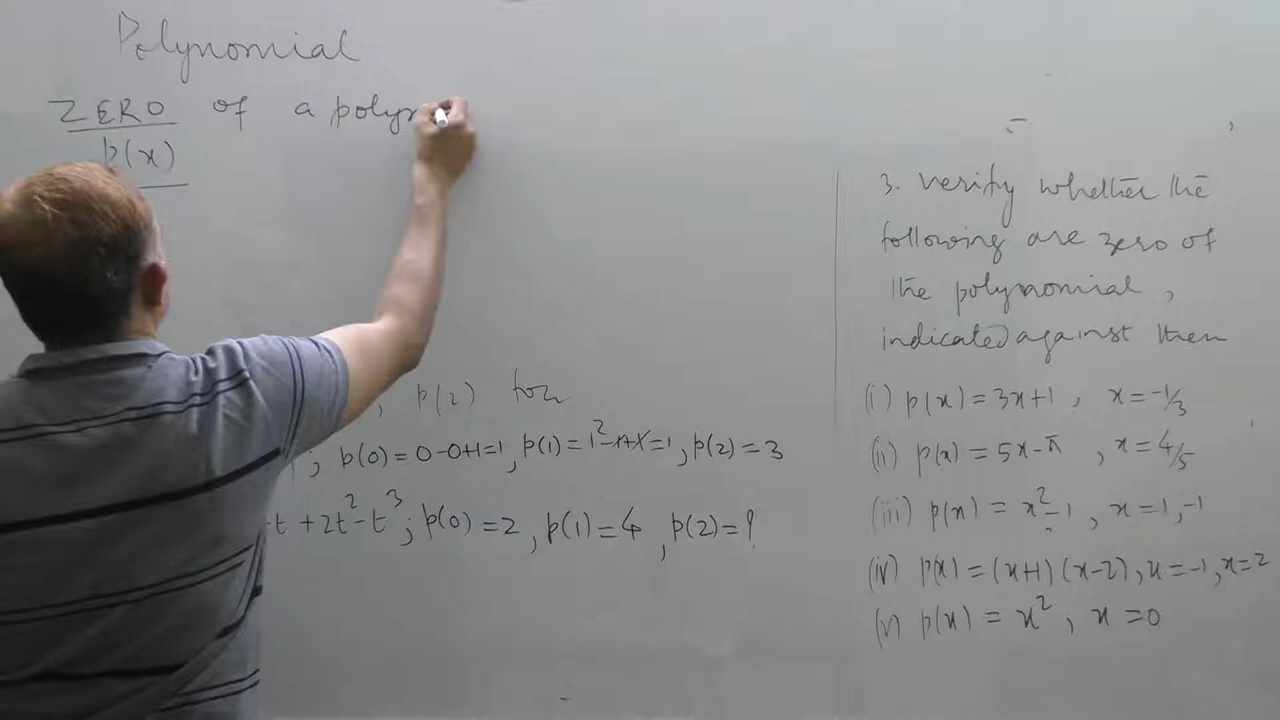 Polynomial
ZERO of a polyn
p(x)
, p(2) for
; p(0) = 0-0+1=1, p(1) = 1²-1+1=1, p(2) = 3
-t + 2t² - t³; p(0) = 2, p(1) = 4, p(2) = ?
3. Verify whether the
following are zero of
the polynomial,
indicated against them
(i) p(x) = 3x+1, x = -1/3
(ii) p(x) = 5x-π, x = 4/5
(iii) p(x) = x²-1, x = 1, -1
(iv) p(x) = (x+1)(x-2), x = -1, x = 2
(v) p(x) = x², x = 0